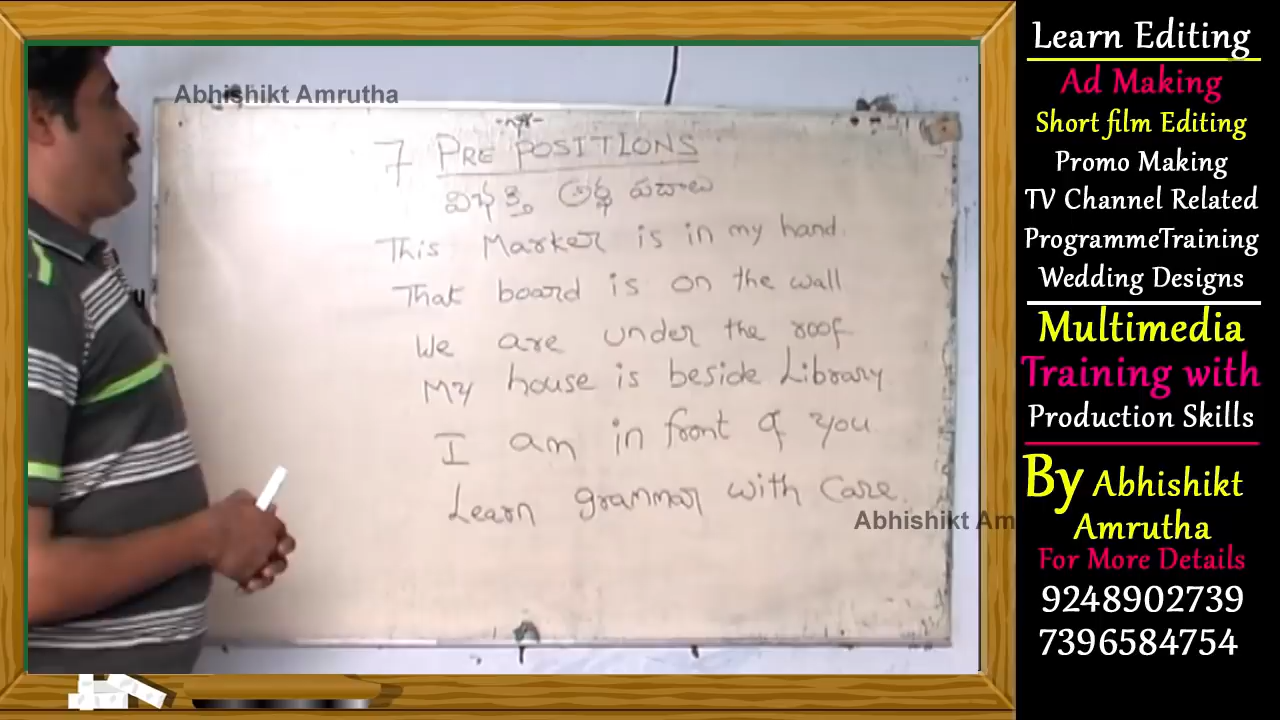 Abhishikt Amrutha
7 PREPOSITIONS
విభక్తి అర్థ పదాలు
This Marker is in my hand.
That board is on the wall
We are under the roof
My house is beside Library
I am in front of you
Learn grammar with care.
Abhishikt Am
Learn Editing
Ad Making
Short film Editing
Promo Making
TV Channel Related
ProgrammeTraining
Wedding Designs
Multimedia
Training with
Production Skills
By Abhishikt
Amrutha
For More Details
9248902739
7396584754